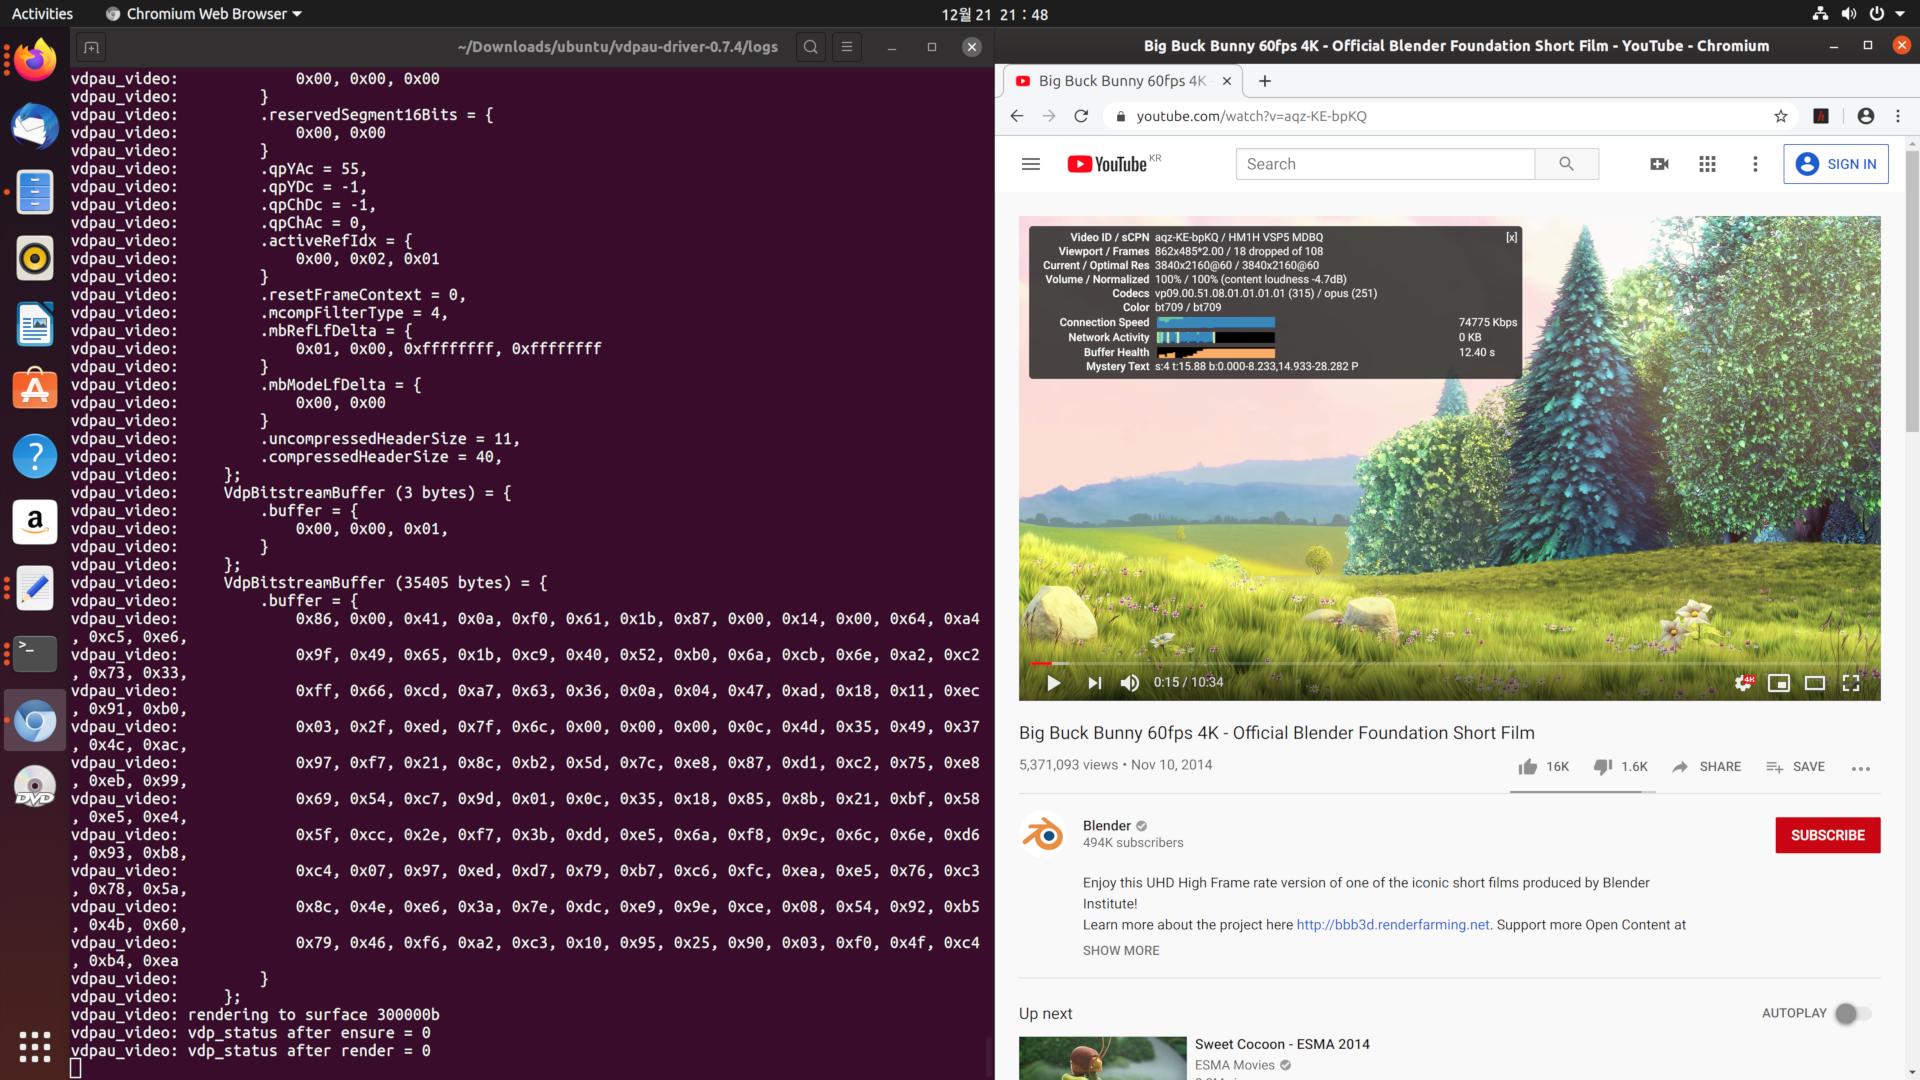 Activities
Chromium Web Browser
12월 21 21：48
~/Downloads/ubuntu/vdpau-driver-0.7.4/logs
vdpau_video:             0x00, 0x00, 0x00
vdpau_video:         }
vdpau_video:         .reservedSegment16Bits = {
vdpau_video:             0x00, 0x00
vdpau_video:         }
vdpau_video:         .qpYAc = 55,
vdpau_video:         .qpYDc = -1,
vdpau_video:         .qpChDc = -1,
vdpau_video:         .qpChAc = 0,
vdpau_video:         .activeRefIdx = {
vdpau_video:             0x00, 0x02, 0x01
vdpau_video:         }
vdpau_video:         .resetFrameContext = 0,
vdpau_video:         .mcompFilterType = 4,
vdpau_video:         .mbRefLfDelta = {
vdpau_video:             0x01, 0x00, 0xffffffff, 0xffffffff
vdpau_video:         }
vdpau_video:         .mbModeLfDelta = {
vdpau_video:             0x00, 0x00
vdpau_video:         }
vdpau_video:         .uncompressedHeaderSize = 11,
vdpau_video:         .compressedHeaderSize = 40,
vdpau_video:     };
vdpau_video:     VdpBitstreamBuffer (3 bytes) = {
vdpau_video:         .buffer = {
vdpau_video:             0x00, 0x00, 0x01,
vdpau_video:         }
vdpau_video:     };
vdpau_video:     VdpBitstreamBuffer (35405 bytes) = {
vdpau_video:         .buffer = {
vdpau_video:             0x86, 0x00, 0x41, 0x0a, 0xf0, 0x61, 0x1b, 0x87, 0x00, 0x14, 0x00, 0x64, 0xa4
, 0xc5, 0xe6,
vdpau_video:             0x9f, 0x49, 0x65, 0x1b, 0xc9, 0x40, 0x52, 0xb0, 0x6a, 0xcb, 0x6e, 0xa2, 0xc2
, 0x73, 0x33,
vdpau_video:             0xff, 0x66, 0xcd, 0xa7, 0x63, 0x36, 0x0a, 0x04, 0x47, 0xad, 0x18, 0x11, 0xec
, 0x91, 0xb0,
vdpau_video:             0x03, 0x2f, 0xed, 0x7f, 0x6c, 0x00, 0x00, 0x00, 0x0c, 0x4d, 0x35, 0x49, 0x37
, 0x4c, 0xac,
vdpau_video:             0x97, 0xf7, 0x21, 0x8c, 0xb2, 0x5d, 0x7c, 0xe8, 0x87, 0xd1, 0xc2, 0x75, 0xe8
, 0xeb, 0x99,
vdpau_video:             0x69, 0x54, 0xc7, 0x9d, 0x01, 0x0c, 0x35, 0x18, 0x85, 0x8b, 0x21, 0xbf, 0x58
, 0xe5, 0xe4,
vdpau_video:             0x5f, 0xcc, 0x2e, 0xf7, 0x3b, 0xdd, 0xe5, 0x6a, 0xf8, 0x9c, 0x6c, 0x6e, 0xd6
, 0x93, 0xb8,
vdpau_video:             0xc4, 0x07, 0x97, 0xed, 0xd7, 0x79, 0xb7, 0xc6, 0xfc, 0xea, 0xe5, 0x76, 0xc3
, 0x78, 0x5a,
vdpau_video:             0x8c, 0x4e, 0xe6, 0x3a, 0x7e, 0xdc, 0xe9, 0x9e, 0xce, 0x08, 0x54, 0x92, 0xb5
, 0x4b, 0x60,
vdpau_video:             0x79, 0x46, 0xf6, 0xa2, 0xc3, 0x10, 0x95, 0x25, 0x90, 0x03, 0xf0, 0x4f, 0xc4
, 0xb4, 0xea
vdpau_video:         }
vdpau_video:     };
vdpau_video: rendering to surface 300000b
vdpau_video: vdp_status after ensure = 0
vdpau_video: vdp_status after render = 0
a
DVD
Big Buck Bunny 60fps 4K - Official Blender Foundation Short Film - YouTube - Chromium
Big Buck Bunny 60fps 4K -
youtube.com/watch?v=aqz-KE-bpKQ
h
YouTube KR
Search
SIGN IN
Video ID / sCPN aqz-KE-bpKQ / HM1H VSP5 MDBQ
[x]
Viewport / Frames 862x485*2.00 / 18 dropped of 108
Current / Optimal Res 3840x2160@60 / 3840x2160@60
Volume / Normalized 100% / 100% (content loudness -4.7dB)
Codecs vp09.00.51.08.01.01.01.01 (315) / opus (251)
Color bt709 / bt709
Connection Speed 74775 Kbps
Network Activity 0 KB
Buffer Health 12.40 s
Mystery Text s:4 t:15.88 b:0.000-8.233,14.933-28.282 P
0:15 / 10:34
4K
Big Buck Bunny 60fps 4K - Official Blender Foundation Short Film
5,371,093 views • Nov 10, 2014
16K
1.6K
SHARE
SAVE
Blender
494K subscribers
SUBSCRIBE
Enjoy this UHD High Frame rate version of one of the iconic short films produced by Blender
Institute!
Learn more about the project here http://bbb3d.renderfarming.net. Support more Open Content at
SHOW MORE
Up next
AUTOPLAY
Sweet Cocoon - ESMA 2014
ESMA Movies